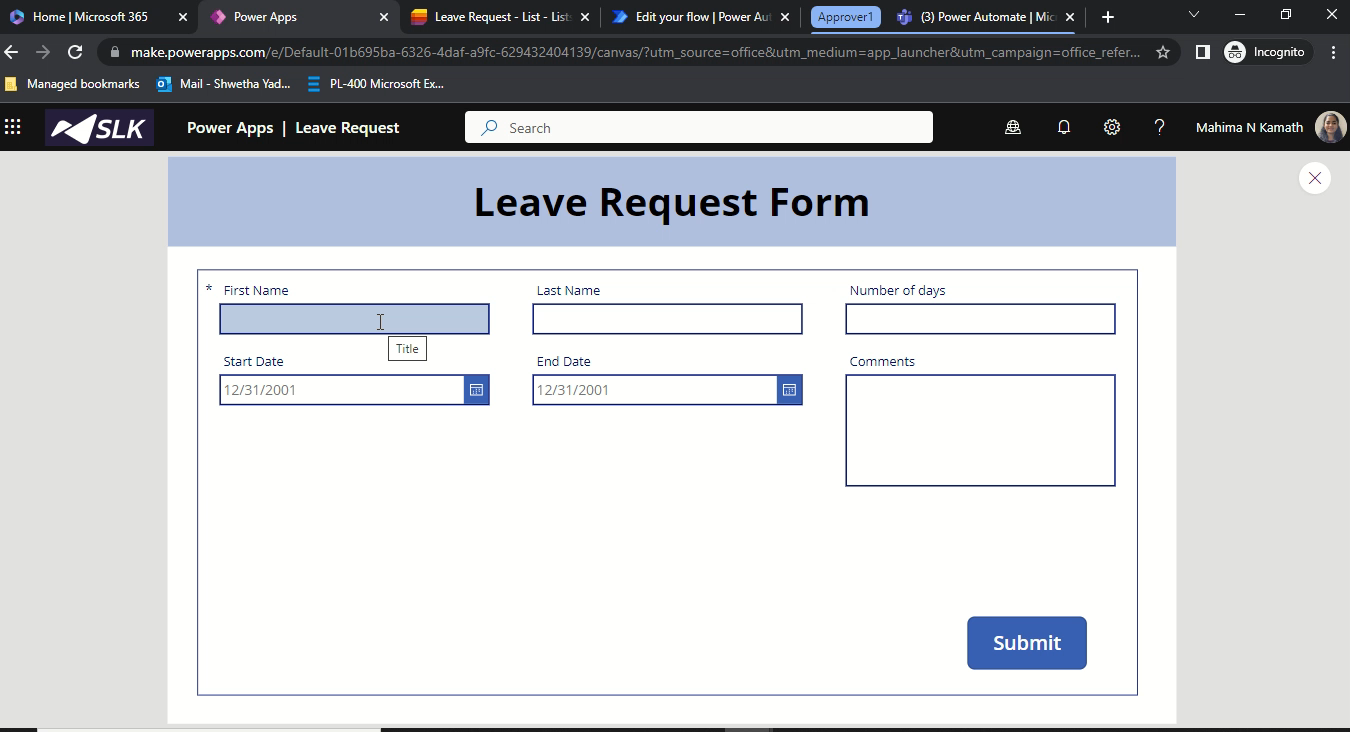 Home | Microsoft 365
Power Apps
Leave Request - List - Lists
Edit your flow | Power Aut
Approver1
(3) Power Automate | Mic
make.powerapps.com/e/Default-01b695ba-6326-4daf-a9fc-629432404139/canvas/?utm_source=office&utm_medium=app_launcher&utm_campaign=office_refer...
Incognito
Managed bookmarks
Mail - Shwetha Yad...
PL-400 Microsoft Ex...
SLK
Power Apps | Leave Request
Search
?
Mahima N Kamath
Leave Request Form
* First Name
Last Name
Number of days
Title
Start Date
End Date
Comments
12/31/2001
12/31/2001
Submit